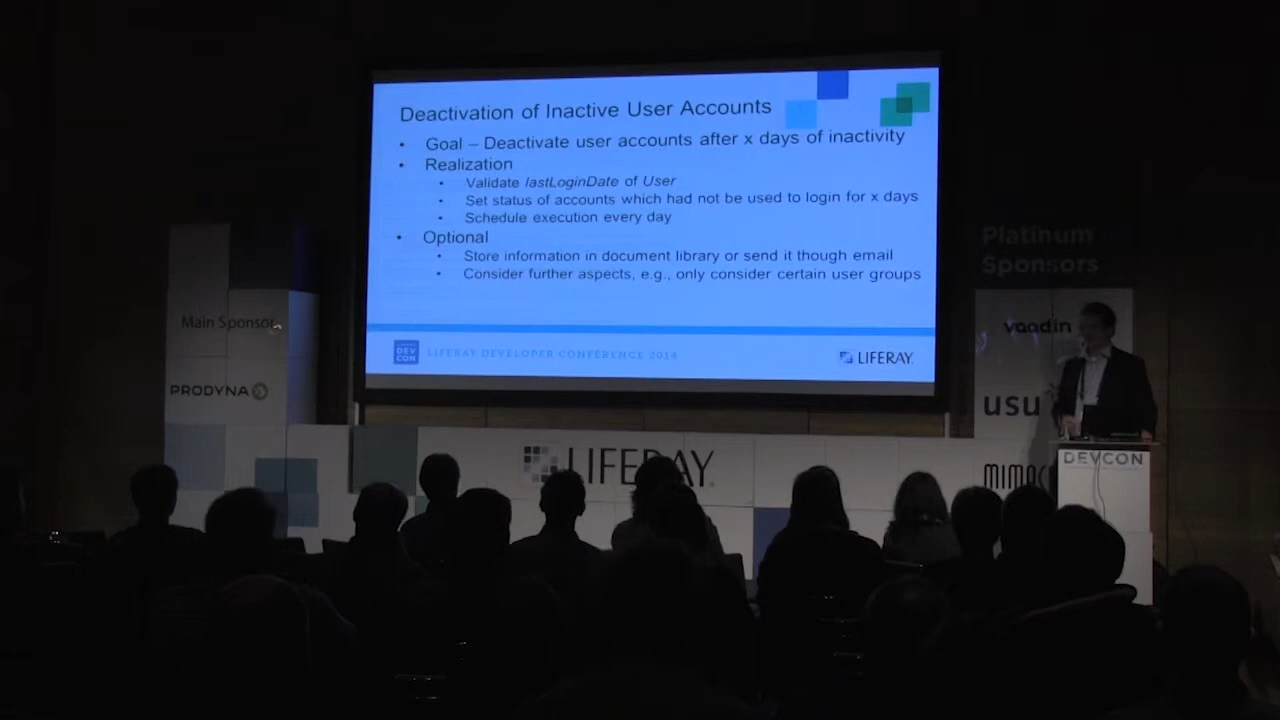 Deactivation of Inactive User Accounts
• Goal – Deactivate user accounts after x days of inactivity
• Realization
• Validate lastLoginDate of User
• Set status of accounts which had not be used to login for x days
• Schedule execution every day
• Optional
• Store information in document library or send it though email
• Consider further aspects, e.g., only consider certain user groups
DEV
CON
LIFERAY DEVELOPER CONFERENCE 2014
LIFERAY.
Platinum
Sponsors
Main Sponsor
PRODYNA
vaadin
usu
LIFERAY.
DEVCON